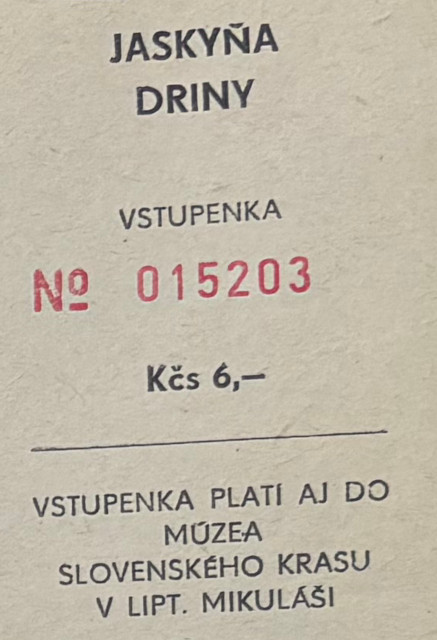 JASKYŇA
DRINY
VSTUPENKA
Nº 015203
Kčs 6,—
VSTUPENKA PLATÍ AJ DO
MÚZEA
SLOVENSKÉHO KRASU
V LIPT. MIKULÁŠI